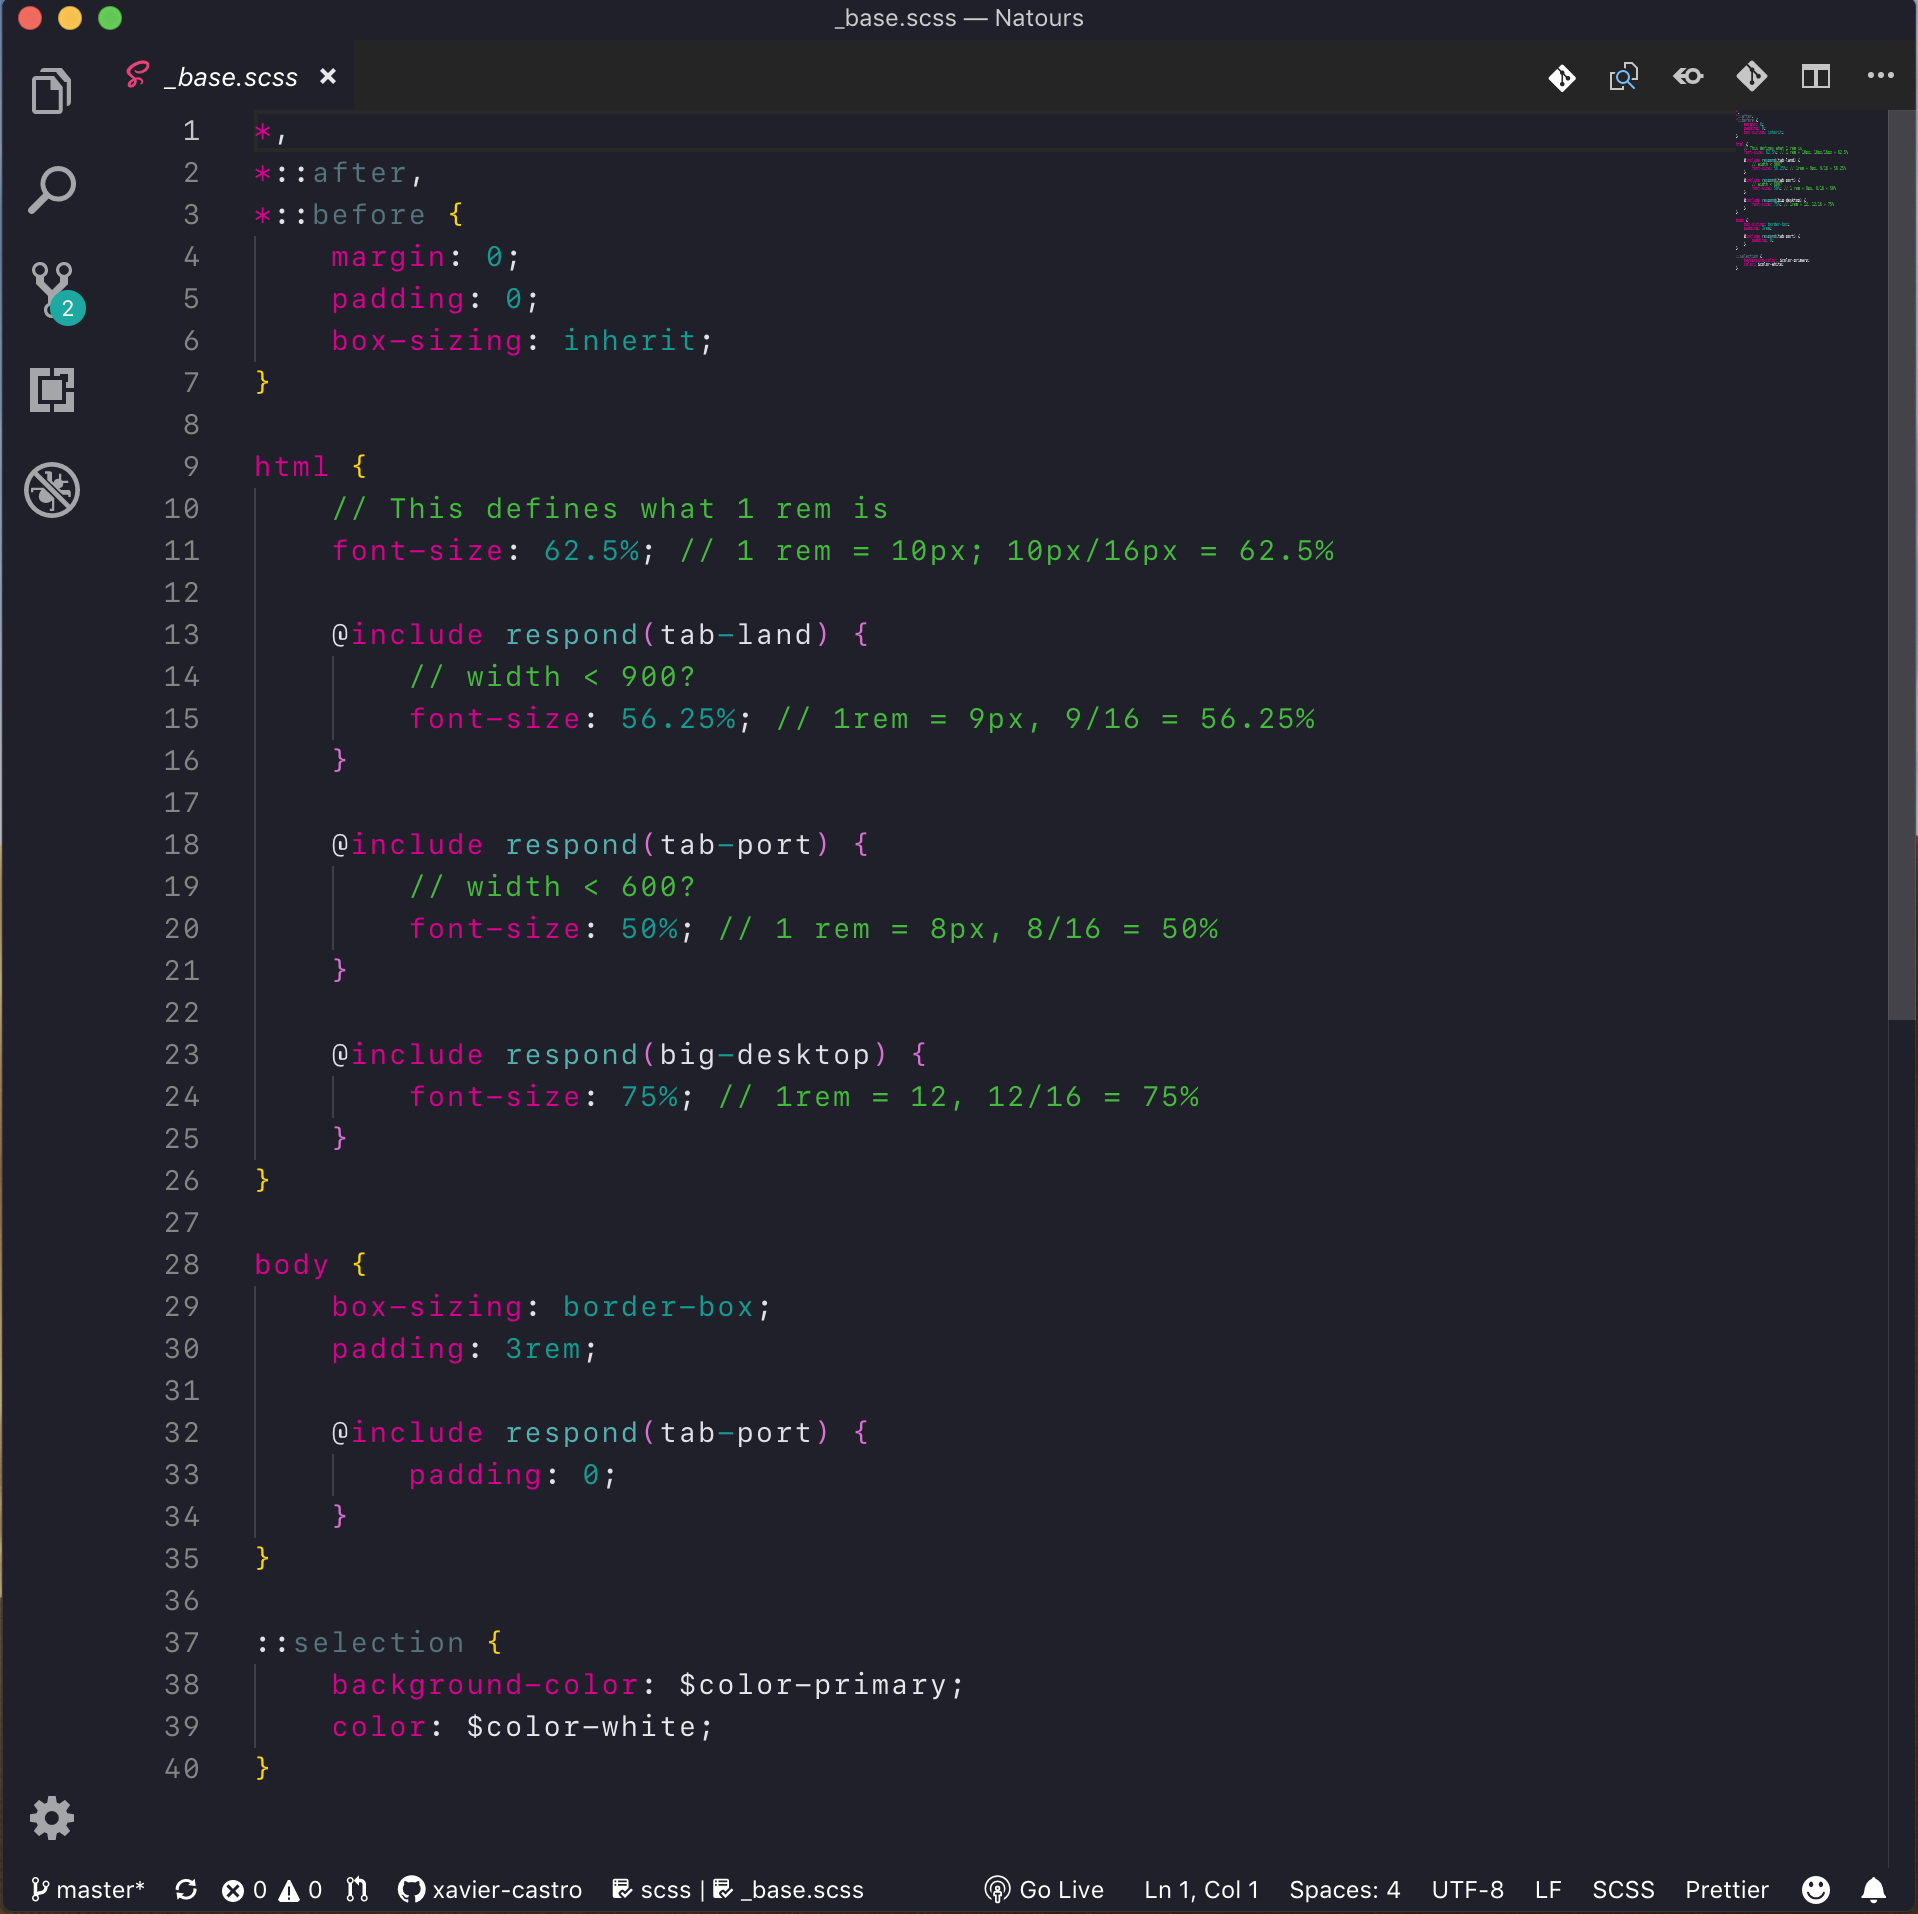 _base.scss — Natours
_base.scss ×
1 *,
2 *::after,
3 *::before {
4     margin: 0;
5     padding: 0;
6     box-sizing: inherit;
7 }
8
9 html {
10     // This defines what 1 rem is
11     font-size: 62.5%; // 1 rem = 10px; 10px/16px = 62.5%
12
13     @include respond(tab-land) {
14         // width < 900?
15         font-size: 56.25%; // 1rem = 9px, 9/16 = 56.25%
16     }
17
18     @include respond(tab-port) {
19         // width < 600?
20         font-size: 50%; // 1 rem = 8px, 8/16 = 50%
21     }
22
23     @include respond(big-desktop) {
24         font-size: 75%; // 1rem = 12, 12/16 = 75%
25     }
26 }
27
28 body {
29     box-sizing: border-box;
30     padding: 3rem;
31
32     @include respond(tab-port) {
33         padding: 0;
34     }
35 }
36
37 ::selection {
38     background-color: $color-primary;
39     color: $color-white;
40 }
2
master* 0 0 xavier-castro scss | _base.scss Go Live Ln 1, Col 1 Spaces: 4 UTF-8 LF SCSS Prettier